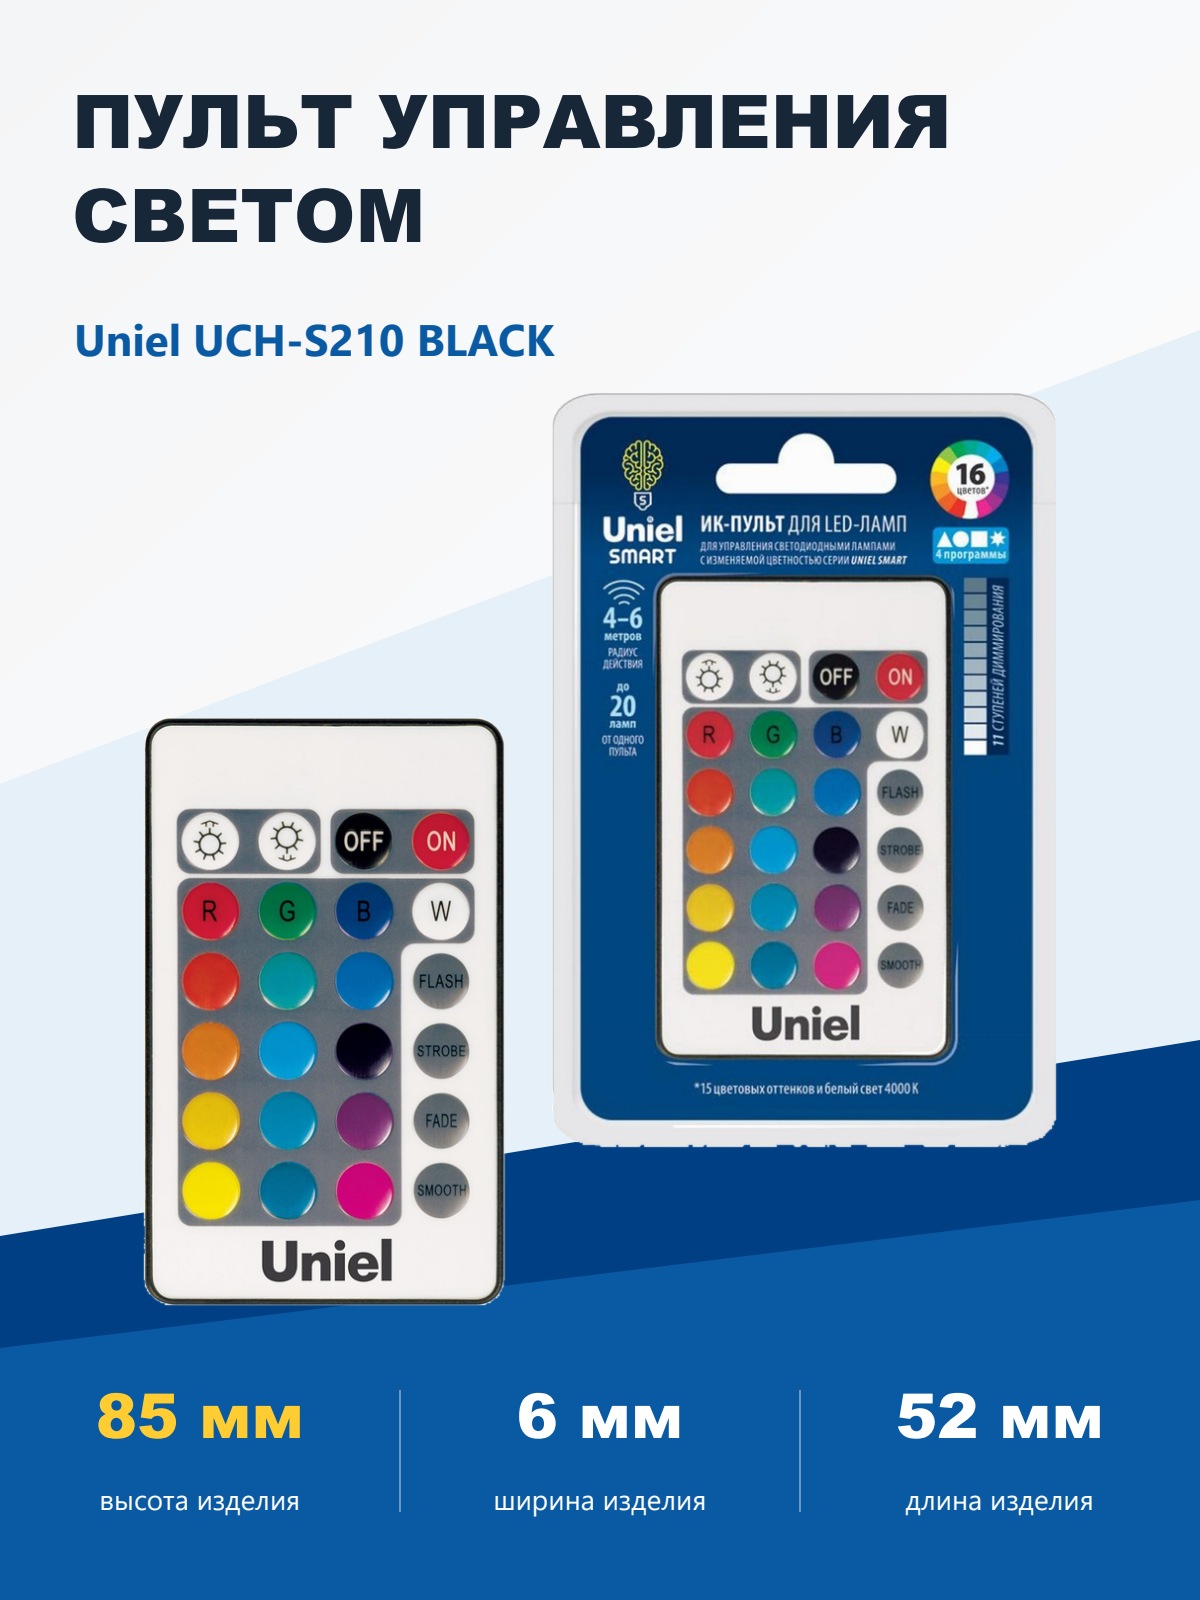 ПУЛЬТ УПРАВЛЕНИЯ
СВЕТОМ
Uniel UCH-S210 BLACK
S
Uniel
SMART
ИК-ПУЛЬТ ДЛЯ LED-ЛАМП
ДЛЯ УПРАВЛЕНИЯ СВЕТОДИОДНЫМИ ЛАМПАМИ
С ИЗМЕНЯЕМОЙ ЦВЕТНОСТЬЮ СЕРИИ UNIEL SMART
16
цветов*
4 программы
4–6
метров
РАДИУС
ДЕЙСТВИЯ
до
20
ламп
ОТ ОДНОГО
ПУЛЬТА
11 СТУПЕНЕЙ ДИММИРОВАНИЯ
OFF ON
R G B W
FLASH
STROBE
FADE
SMOOTH
Uniel
*15 цветовых оттенков и белый свет 4000 K
OFF ON
R G B W
FLASH
STROBE
FADE
SMOOTH
Uniel
85 мм
высота изделия
6 мм
ширина изделия
52 мм
длина изделия